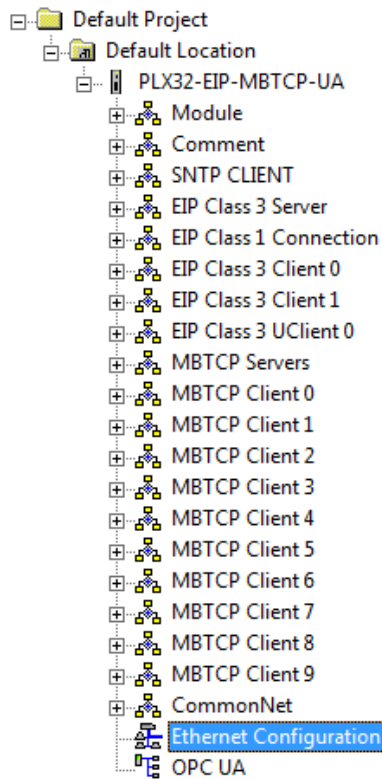 Default Project
Default Location
PLX32-EIP-MBTCP-UA
Module
Comment
SNTP CLIENT
EIP Class 3 Server
EIP Class 1 Connection
EIP Class 3 Client 0
EIP Class 3 Client 1
EIP Class 3 UClient 0
MBTCP Servers
MBTCP Client 0
MBTCP Client 1
MBTCP Client 2
MBTCP Client 3
MBTCP Client 4
MBTCP Client 5
MBTCP Client 6
MBTCP Client 7
MBTCP Client 8
MBTCP Client 9
CommonNet
Ethernet Configuration
OPC UA